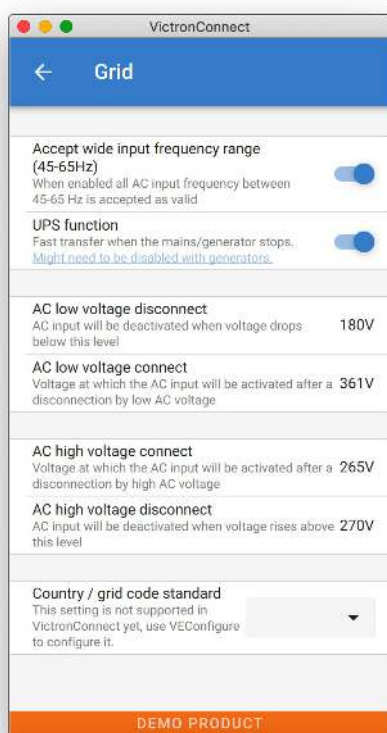 VictronConnect
Grid
Accept wide input frequency range
(45-65Hz)
When enabled all AC input frequency between
45-65 Hz is accepted as valid
UPS function
Fast transfer when the mains/generator stops.
Might need to be disabled with generators.
AC low voltage disconnect
AC input will be deactivated when voltage drops
below this level
180V
AC low voltage connect
Voltage at which the AC input will be activated after a
disconnection by low AC voltage
361V
AC high voltage connect
Voltage at which the AC input will be activated after a
disconnection by high AC voltage
265V
AC high voltage disconnect
AC input will be deactivated when voltage rises above
this level
270V
Country / grid code standard
This setting is not supported in
VictronConnect yet, use VEConfigure
to configure it.
DEMO PRODUCT